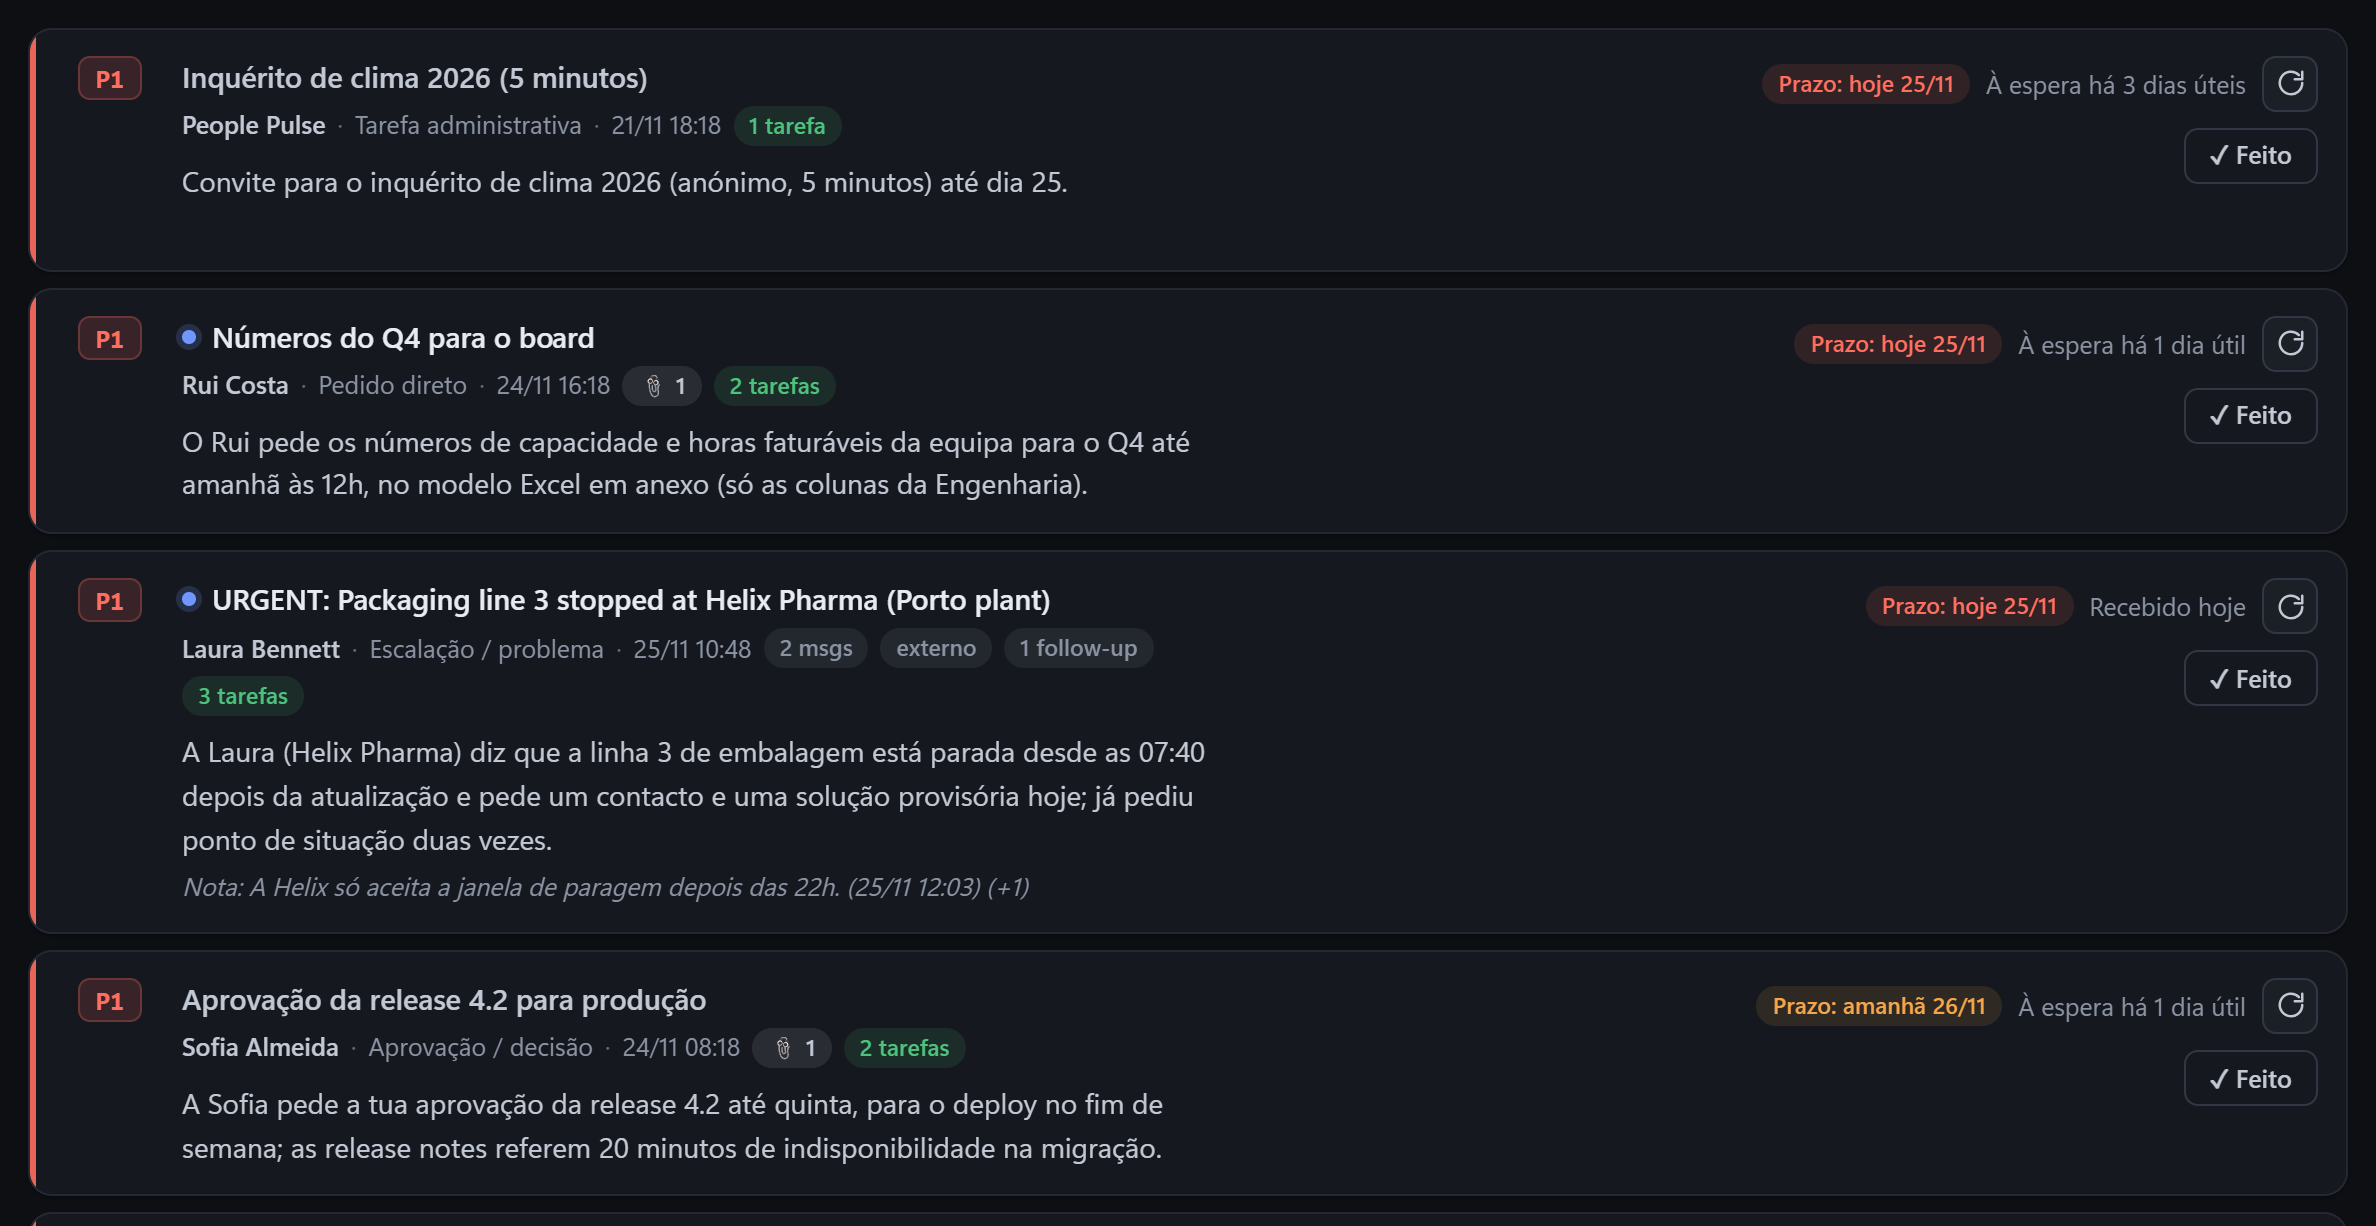 P1 Inquérito de clima 2026 (5 minutos) Prazo: hoje 25/11 À espera há 3 dias úteis
People Pulse · Tarefa administrativa · 21/11 18:18 1 tarefa
✓ Feito
Convite para o inquérito de clima 2026 (anónimo, 5 minutos) até dia 25.
P1 Números do Q4 para o board Prazo: hoje 25/11 À espera há 1 dia útil
Rui Costa · Pedido direto · 24/11 16:18 1 2 tarefas
✓ Feito
O Rui pede os números de capacidade e horas faturáveis da equipa para o Q4 até
amanhã às 12h, no modelo Excel em anexo (só as colunas da Engenharia).
P1 URGENT: Packaging line 3 stopped at Helix Pharma (Porto plant) Prazo: hoje 25/11 Recebido hoje
Laura Bennett · Escalação / problema · 25/11 10:48 2 msgs externo 1 follow-up
✓ Feito
3 tarefas
A Laura (Helix Pharma) diz que a linha 3 de embalagem está parada desde as 07:40
depois da atualização e pede um contacto e uma solução provisória hoje; já pediu
ponto de situação duas vezes.
Nota: A Helix só aceita a janela de paragem depois das 22h. (25/11 12:03) (+1)
P1 Aprovação da release 4.2 para produção Prazo: amanhã 26/11 À espera há 1 dia útil
Sofia Almeida · Aprovação / decisão · 24/11 08:18 1 2 tarefas
✓ Feito
A Sofia pede a tua aprovação da release 4.2 até quinta, para o deploy no fim de
semana; as release notes referem 20 minutos de indisponibilidade na migração.